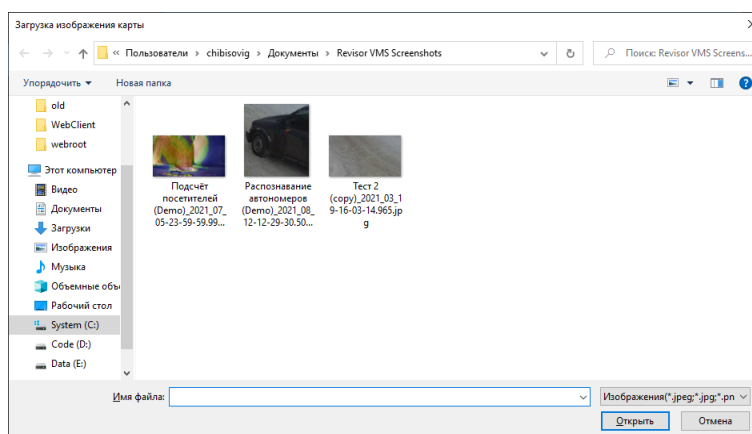 Загрузка изображения карты
« Пользователи › chibisovig › Документы › Revisor VMS Screenshots
Поиск: Revisor VMS Screens...
Упорядочить
Новая папка
old
WebClient
webroot
Этот компьютер
Видео
Документы
Загрузки
Изображения
Музыка
Объемные объ
Рабочий стол
System (C:)
Code (D:)
Data (E:)
Подсчёт
посетителей
(Demo)_2021_07_
05-23-59-59.99...
Распознавание
автономеров
(Demo)_2021_08_
12-12-29-30.50...
Тест 2
(copy)_2021_03_1
9-16-03-14.965.jp
g
Имя файла:
Изображения(*.jpeg;*.jpg;*.pn
Открыть
Отмена